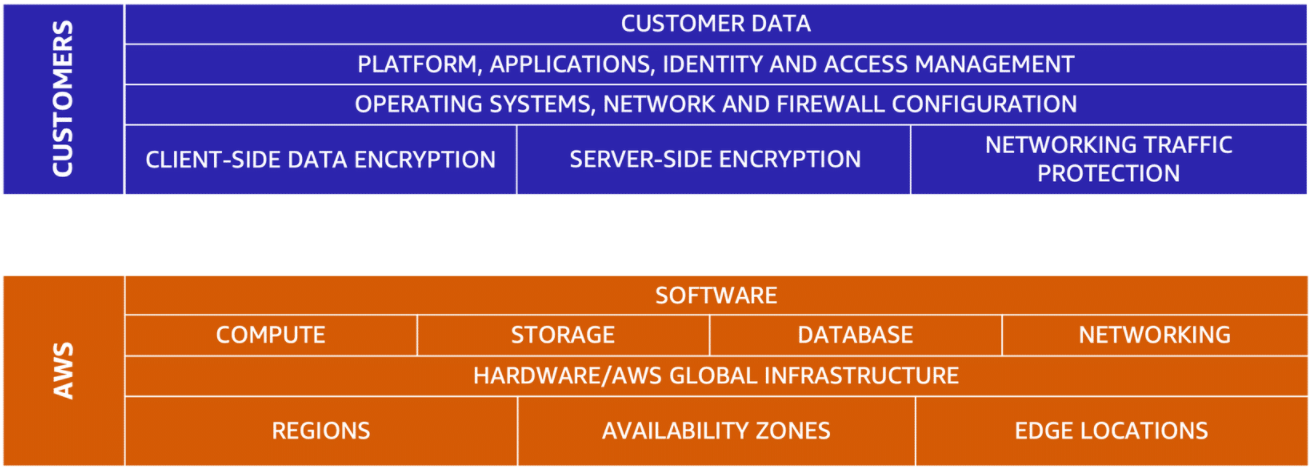 CUSTOMERS
CUSTOMER DATA
PLATFORM, APPLICATIONS, IDENTITY AND ACCESS MANAGEMENT
OPERATING SYSTEMS, NETWORK AND FIREWALL CONFIGURATION
CLIENT-SIDE DATA ENCRYPTION
SERVER-SIDE ENCRYPTION
NETWORKING TRAFFIC
PROTECTION
AWS
SOFTWARE
COMPUTE
STORAGE
DATABASE
NETWORKING
HARDWARE/AWS GLOBAL INFRASTRUCTURE
REGIONS
AVAILABILITY ZONES
EDGE LOCATIONS